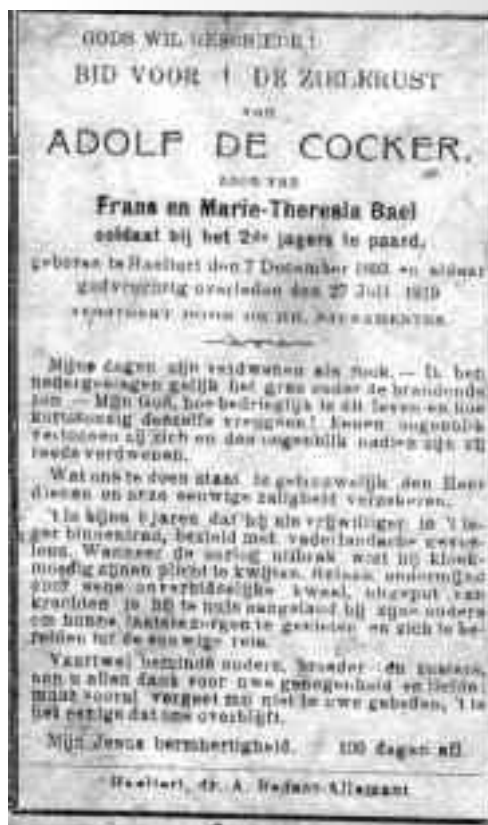 GODS WIL GESCHIEDE!
BID VOOR † DE ZIELERUST
VAN
ADOLF DE COCKER,
ZOON VAN
Frans en Marie-Theresia Bael
soldaat bij het 2de jagers te paard,
geboren te Haeltert den 7 December en aldaar
godvruchtig overleden den 27 Juli 1919
VERSTERKT DOOR DE HH. SACRAMENTEN.
Mijne dagen zijn verdwenen als rook. — Ik ben
nedergeslagen gelijk het gras onder de brandende
zon. — Mijn God, hoe bedrieglijk is dit leven en hoe
kortstondig deszelfs vreugden! Eenen oogenblik
vertoonen zij zich en den oogenblik nadien zijn zij
reeds verdwenen.
Wat ons te doen staat is getrouwelijk den Heer
dienen en onze eeuwige zaligheid verzekeren.
't Is bijna jaren dat hij als vrijwilliger in 't le-
ger binnentrad, bezield met vaderlandsche gevoe-
lens. Wanneer de oorlog uitbrak wist hij kloek-
moedig zijnen plicht te kwijten. ondermijnd
door eene onverbiddelijke kwaal, uitgeput van
krachten is hij te huis aangeland bij zijne ouders
om hunne te genieten en zich te be-
reiden tot de eeuwige reis.
Vaartwel beminde ouders, broeder en zusters,
aan u allen dank voor uwe genegenheid en liefde;
maar vooral vergeet mij niet in uwe gebeden, 't is
het eenige dat ons overblijft.
Mijn Jesus bermhertigheid. 100 dagen afl.
Haeltert, dr. A. Redant-Allemant